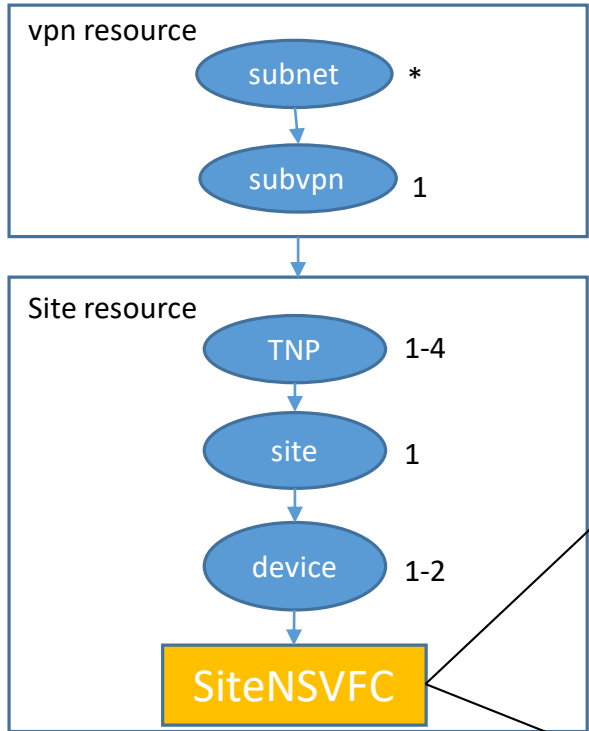 vpn resource
subnet *
subvpn 1
Site resource
TNP 1-4
site 1
device 1-2
SiteNSVFC